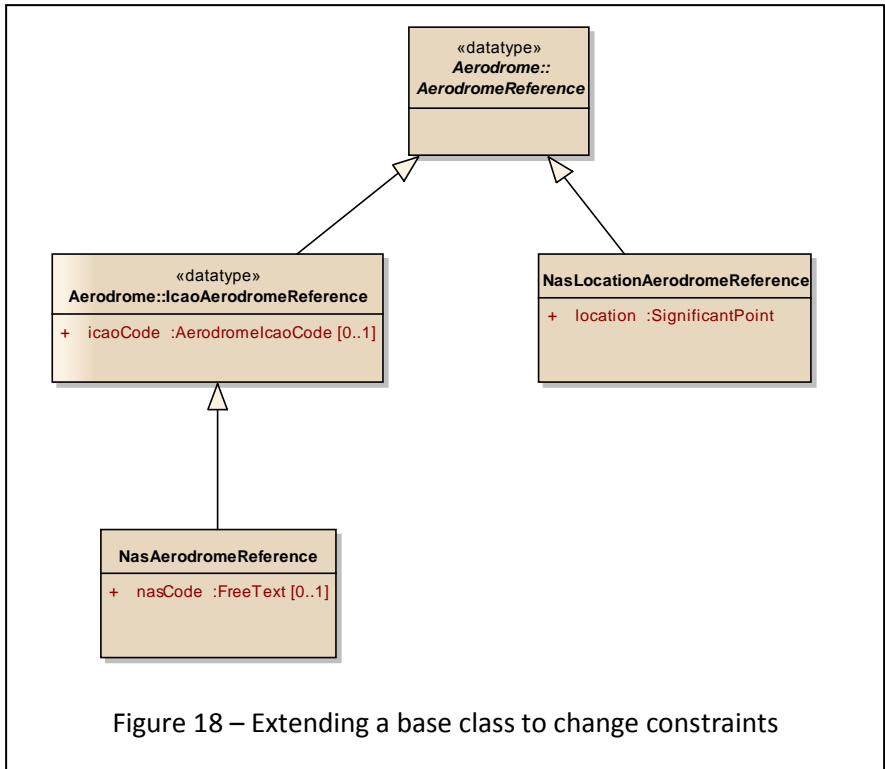 «datatype»
Aerodrome::
AerodromeReference
«datatype»
Aerodrome::IcaoAerodromeReference
+ icaoCode :AerodromeIcaoCode [0..1]
NasLocationAerodromeReference
+ location :SignificantPoint
NasAerodromeReference
+ nasCode :FreeText [0..1]
Figure 18 – Extending a base class to change constraints